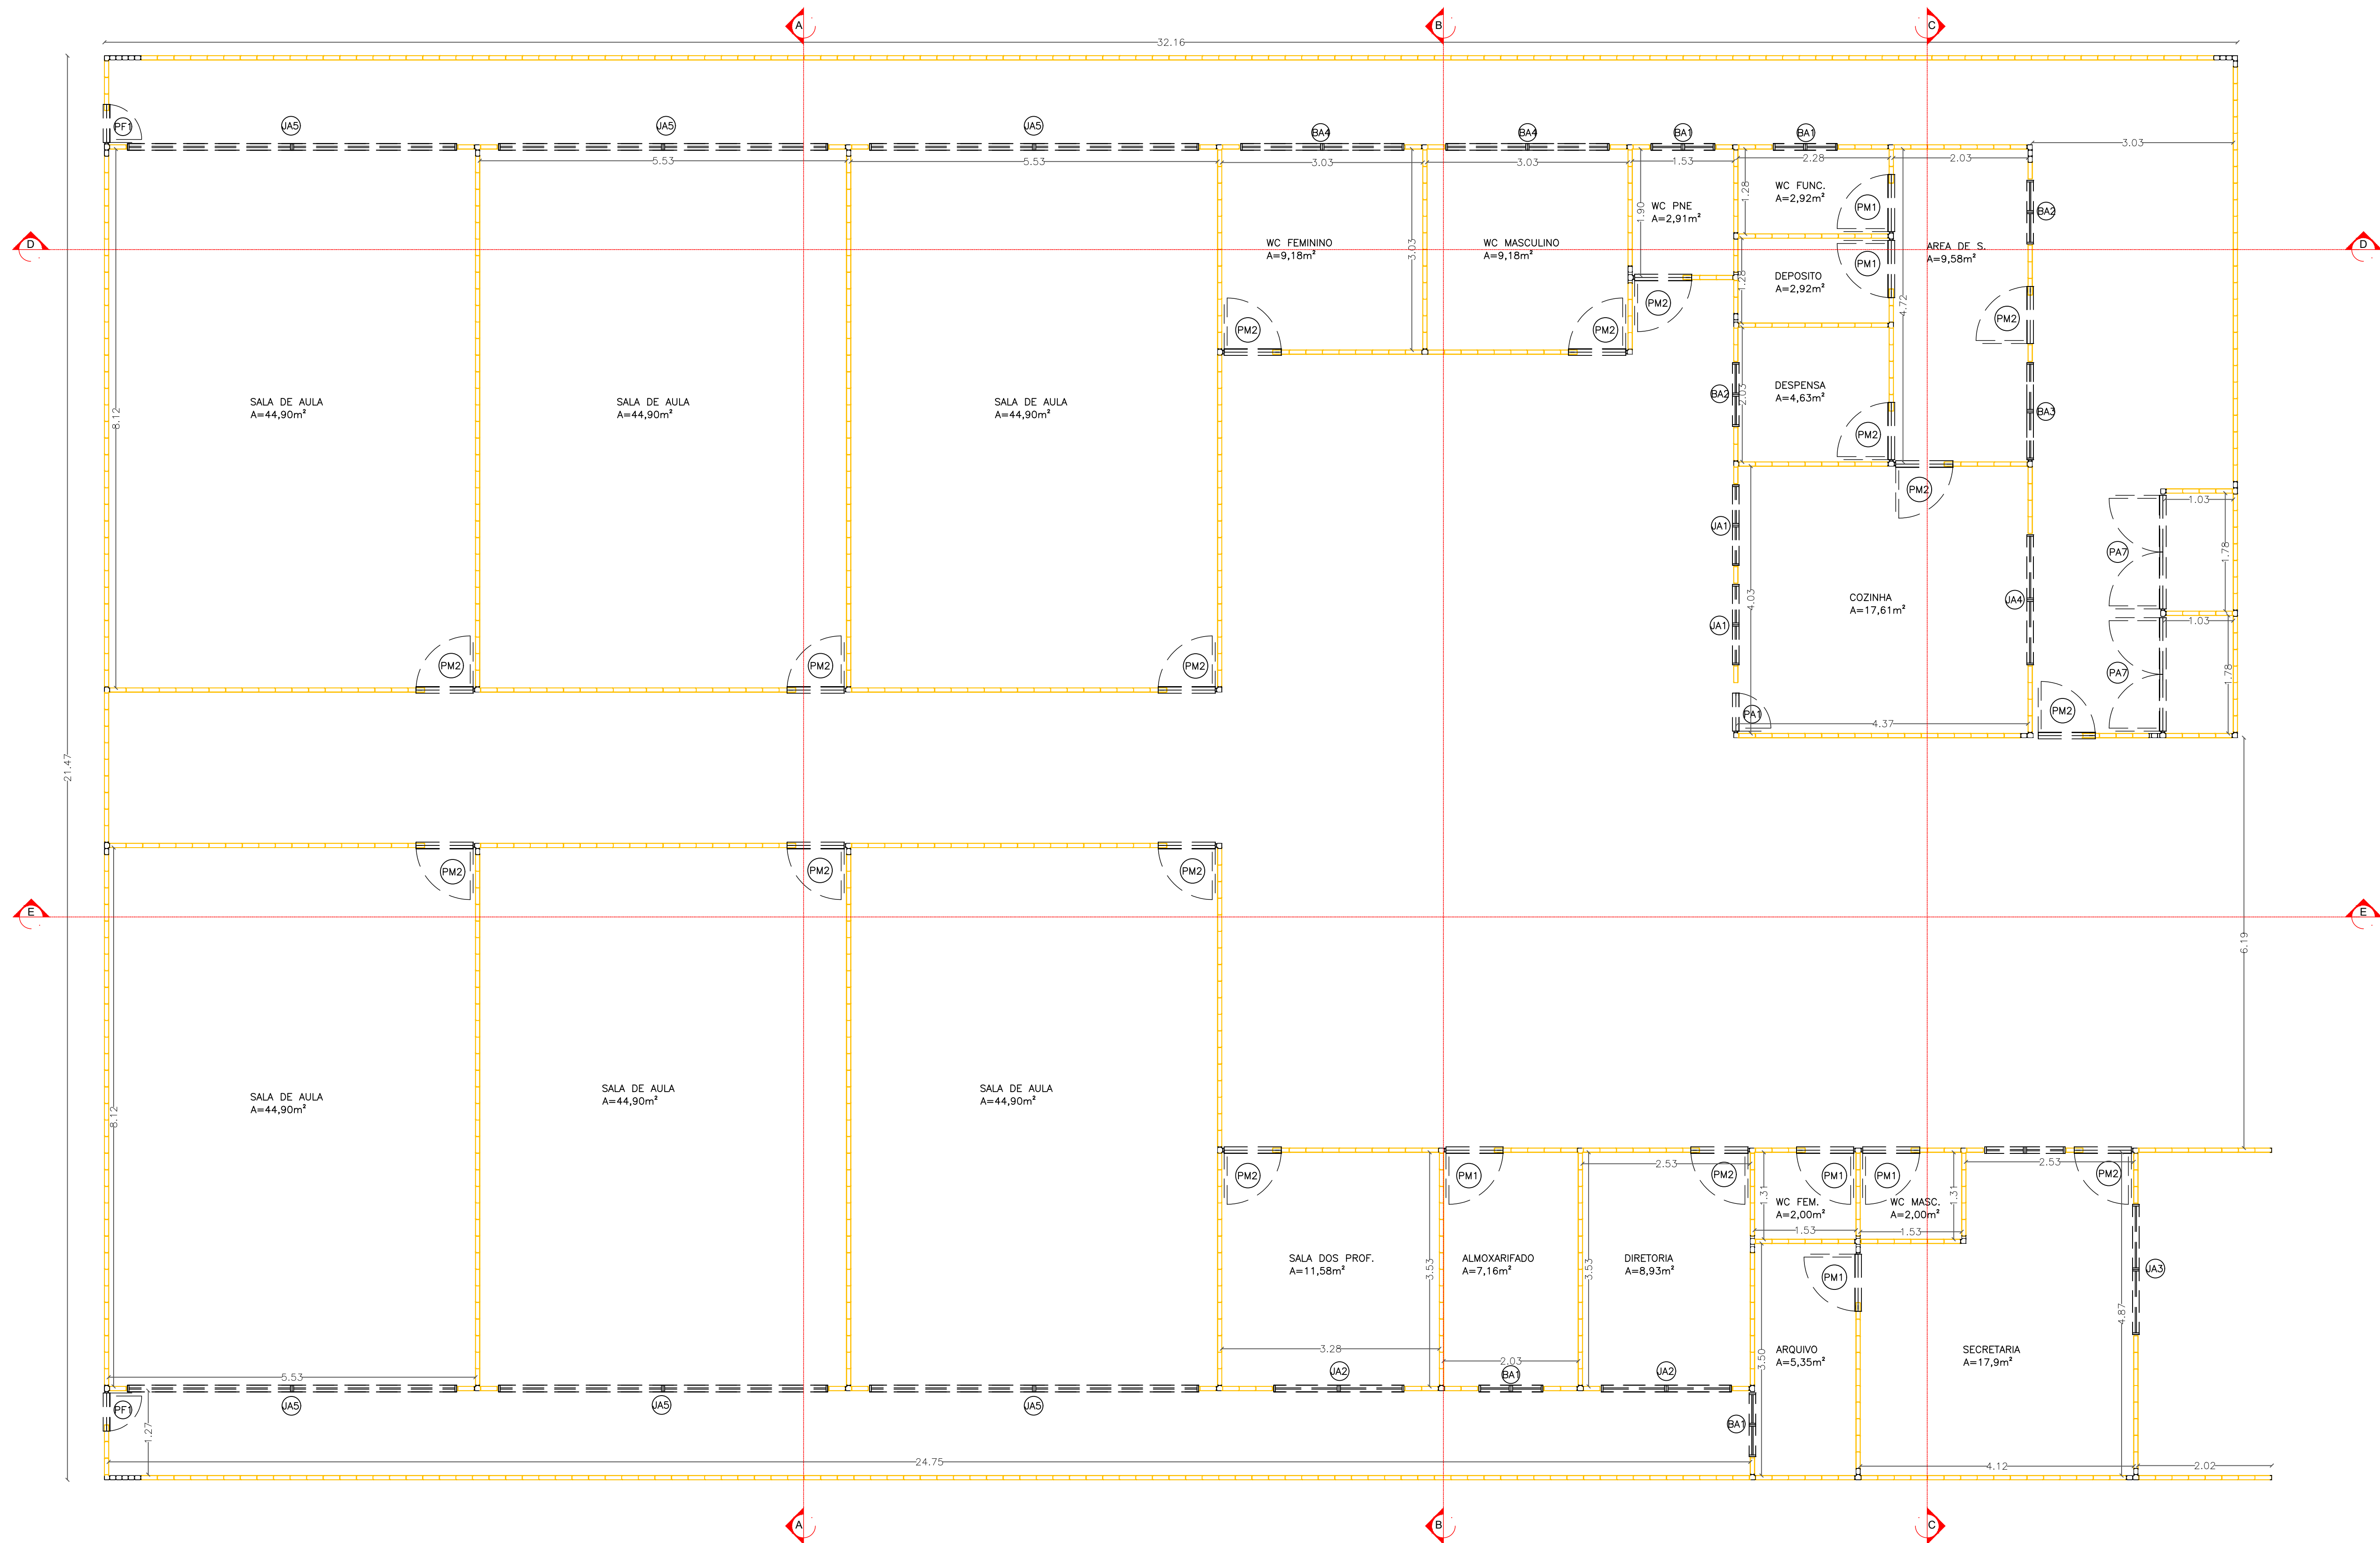 A
B
C
32.16
PF1
JA5
JA5
JA5
BA4
BA4
BA1
BA1
5.53
5.53
3.03
3.03
1.53
2.28
2.03
3.03
WC FUNC.
A=2,92m²
1.28
PM1
WC PNE
A=2,91m²
1.90
BA2
D
WC FEMININO
A=9,18m²
3.03
WC MASCULINO
A=9,18m²
AREA DE S.
A=9,58m²
D
PM1
DEPOSITO
A=2,92m²
1.28
4.72
PM2
PM2
PM2
PM2
SALA DE AULA
A=44,90m²
SALA DE AULA
A=44,90m²
SALA DE AULA
A=44,90m²
8.12
BA2
2.03
DESPENSA
A=4,63m²
BA3
PM2
PM2
1.03
JA1
PA7
1.78
COZINHA
A=17,61m²
4.03
JA1
JA4
1.03
PM2
PM2
PM2
PA7
1.78
PA1
4.37
PM2
21.47
PM2
PM2
PM2
E
E
6.19
SALA DE AULA
A=44,90m²
SALA DE AULA
A=44,90m²
SALA DE AULA
A=44,90m²
8.12
PM2
PM1
2.53
PM2
PM1
PM1
2.53
PM2
1.31
WC FEM.
A=2,00m²
1.53
WC MASC.
A=2,00m²
1.31
1.53
SALA DOS PROF.
A=11,58m²
3.53
ALMOXARIFADO
A=7,16m²
3.53
DIRETORIA
A=8,93m²
PM1
JA3
4.87
ARQUIVO
A=5,35m²
3.50
SECRETARIA
A=17,9m²
3.28
2.03
5.53
JA2
BA1
JA2
PF1
JA5
JA5
JA5
1.27
BA1
24.75
4.12
2.02
A
B
C